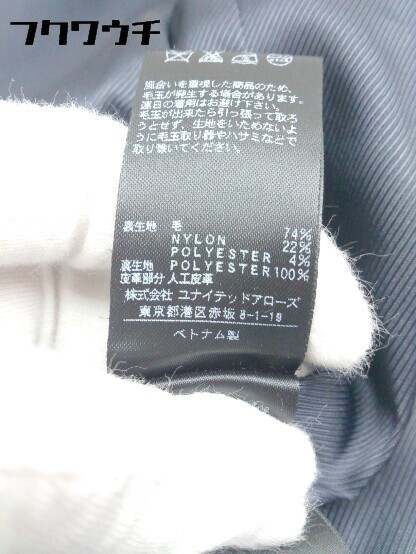 フクワウチ
風合いを重視した商品のため、
毛玉が発生する場合があります。
連日の着用はお避け下さい。
毛玉が出来たら引っ張って取ろ
うとせず、生地をいためないよ
うに毛玉取り器やハサミなどで
取り除いてください。
表生地 毛 74%
NYLON 22%
POLYESTER 4%
裏生地 POLYESTER 100%
皮革部分 人工皮革
株式会社 ユナイテッドアローズ
東京都港区赤坂 8-1-19
ベトナム製